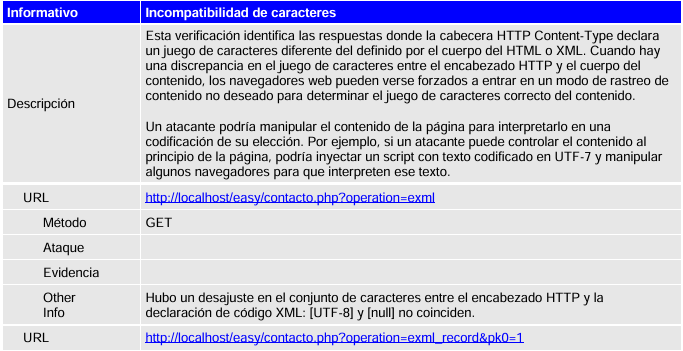 Informativo Incompatibilidad de caracteres
Descripción
Esta verificación identifica las respuestas donde la cabecera HTTP Content-Type declara
un juego de caracteres diferente del definido por el cuerpo del HTML o XML. Cuando hay
una discrepancia en el juego de caracteres entre el encabezado HTTP y el cuerpo del
contenido, los navegadores web pueden verse forzados a entrar en un modo de rastreo de
contenido no deseado para determinar el juego de caracteres correcto del contenido.
Un atacante podría manipular el contenido de la página para interpretarlo en una
codificación de su elección. Por ejemplo, si un atacante puede controlar el contenido al
principio de la página, podría inyectar un script con texto codificado en UTF-7 y manipular
algunos navegadores para que interpreten ese texto.
URL http://localhost/easy/contacto.php?operation=exml
Método GET
Ataque
Evidencia
Other
Info
Hubo un desajuste en el conjunto de caracteres entre el encabezado HTTP y la
declaración de código XML: [UTF-8] y [null] no coinciden.
URL http://localhost/easy/contacto.php?operation=exml_record&pk0=1